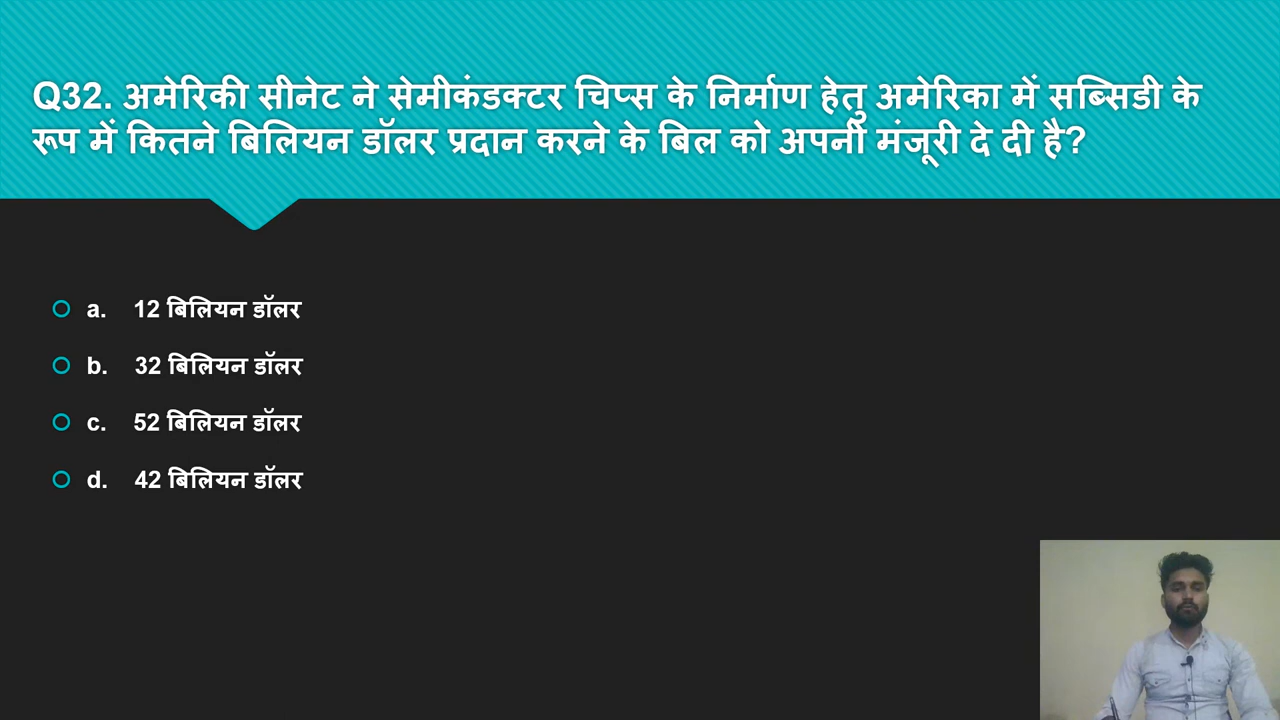 Q32. अमेरिकी सीनेट ने सेमीकंडक्टर चिप्स के निर्माण हेतु अमेरिका में सब्सिडी के
रूप में कितने बिलियन डॉलर प्रदान करने के बिल को अपनी मंजूरी दे दी है?
a. 12 बिलियन डॉलर
b. 32 बिलियन डॉलर
c. 52 बिलियन डॉलर
d. 42 बिलियन डॉलर